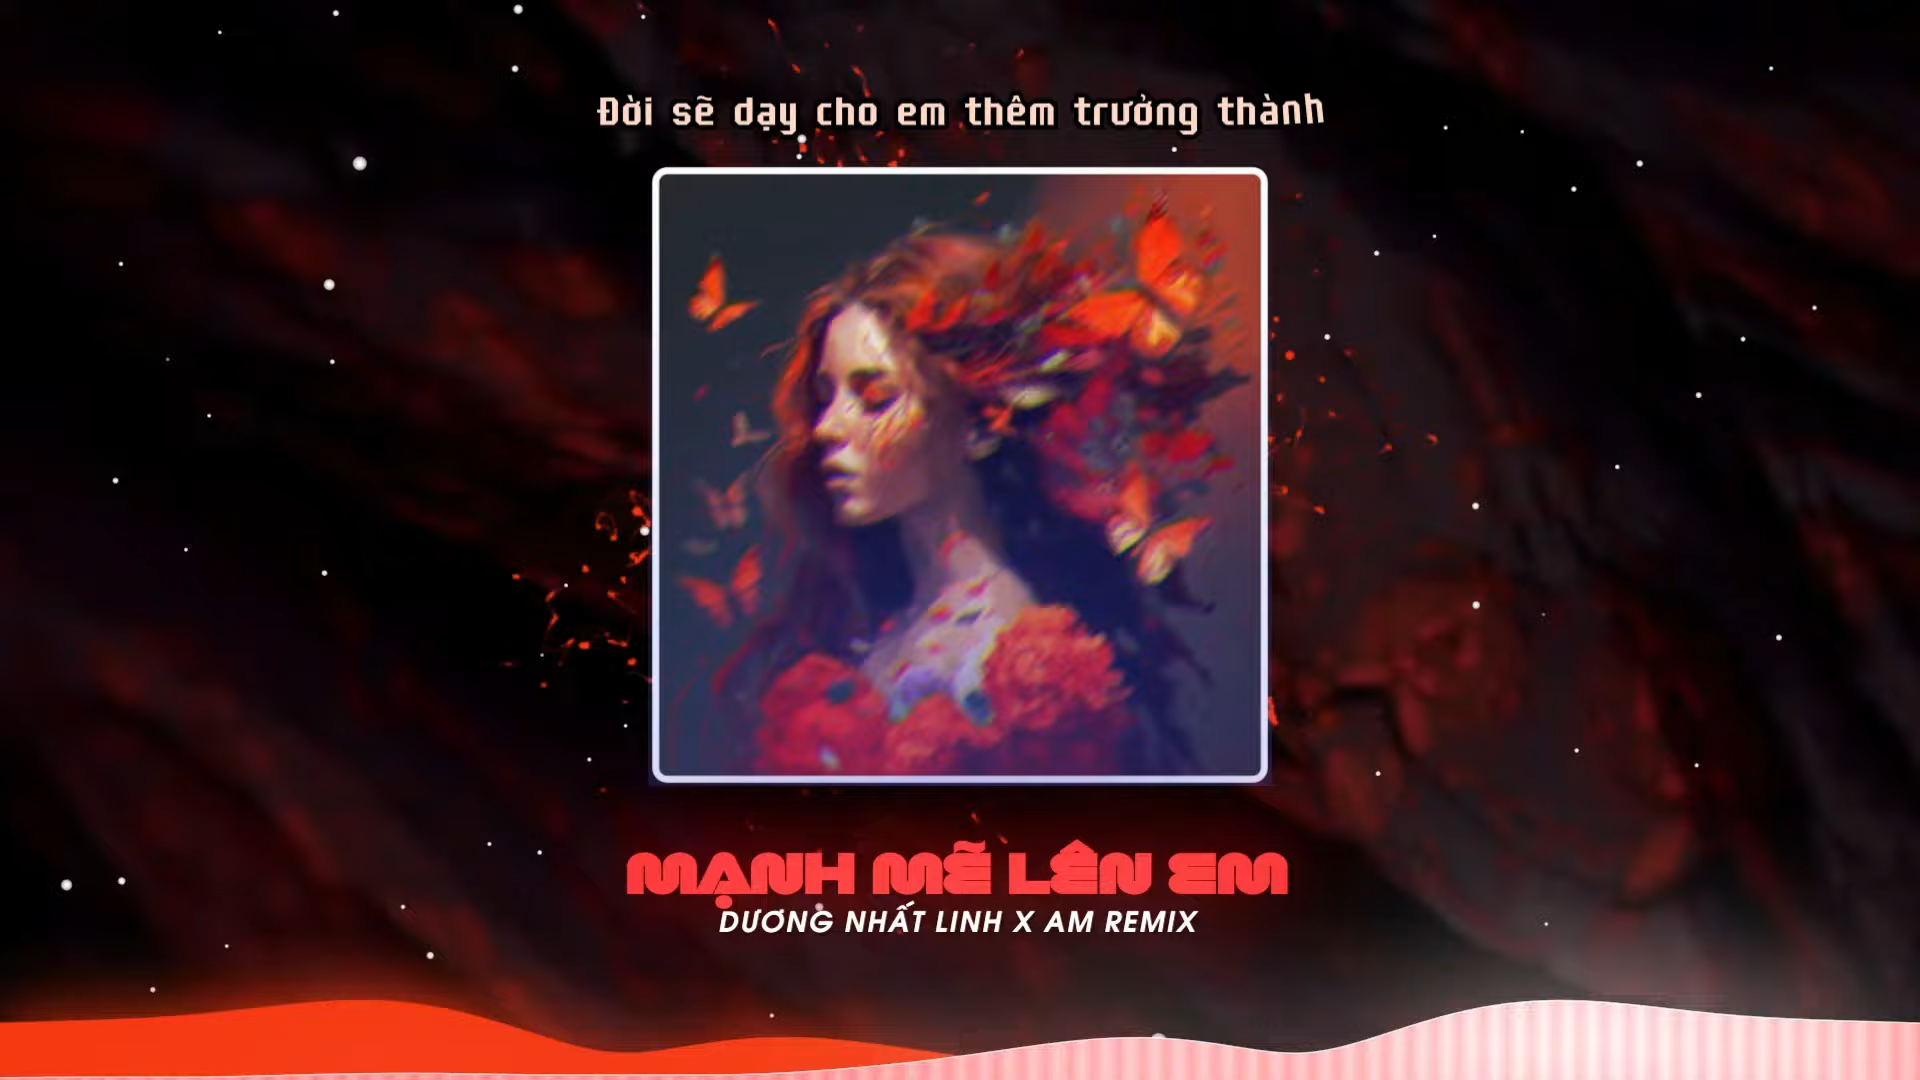 Đời sẽ dạy cho em thêm trưởng thành
MẠNH MẼ LÊN EM
DƯƠNG NHẤT LINH X AM REMIX